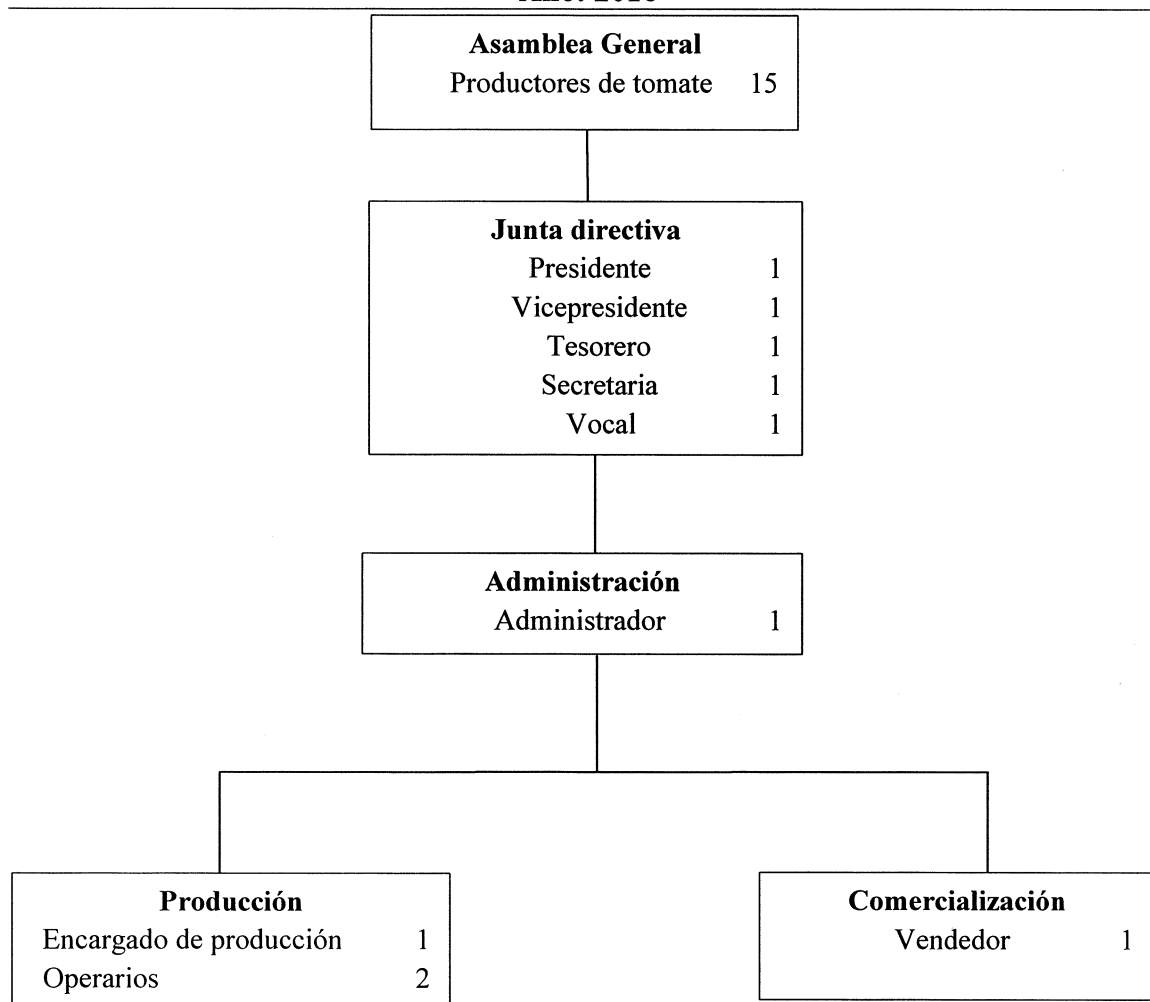 Asamblea General
Productores de tomate 15
Junta directiva
Presidente 1
Vicepresidente 1
Tesorero 1
Secretaria 1
Vocal 1
Administración
Administrador 1
Producción
Encargado de producción 1
Operarios 2
Comercialización
Vendedor 1